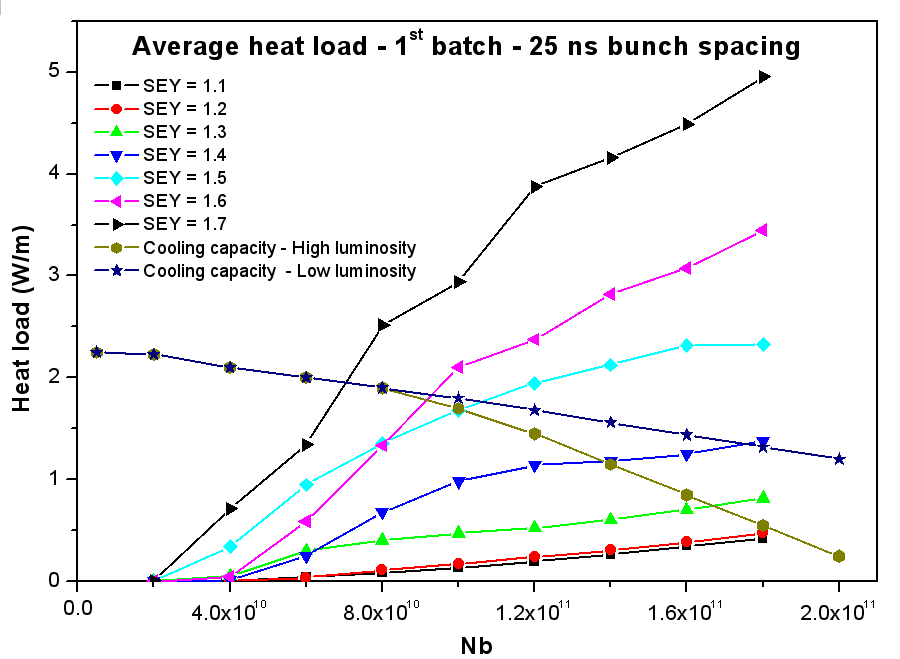 Average heat load - 1st batch - 25 ns bunch spacing
SEY = 1.1
SEY = 1.2
SEY = 1.3
SEY = 1.4
SEY = 1.5
SEY = 1.6
SEY = 1.7
Cooling capacity - High luminosity
Cooling capacity - Low luminosity
Heat load (W/m)
5
4
3
2
1
0
0.0 4.0x10^10 8.0x10^10 1.2x10^11 1.6x10^11 2.0x10^11
Nb